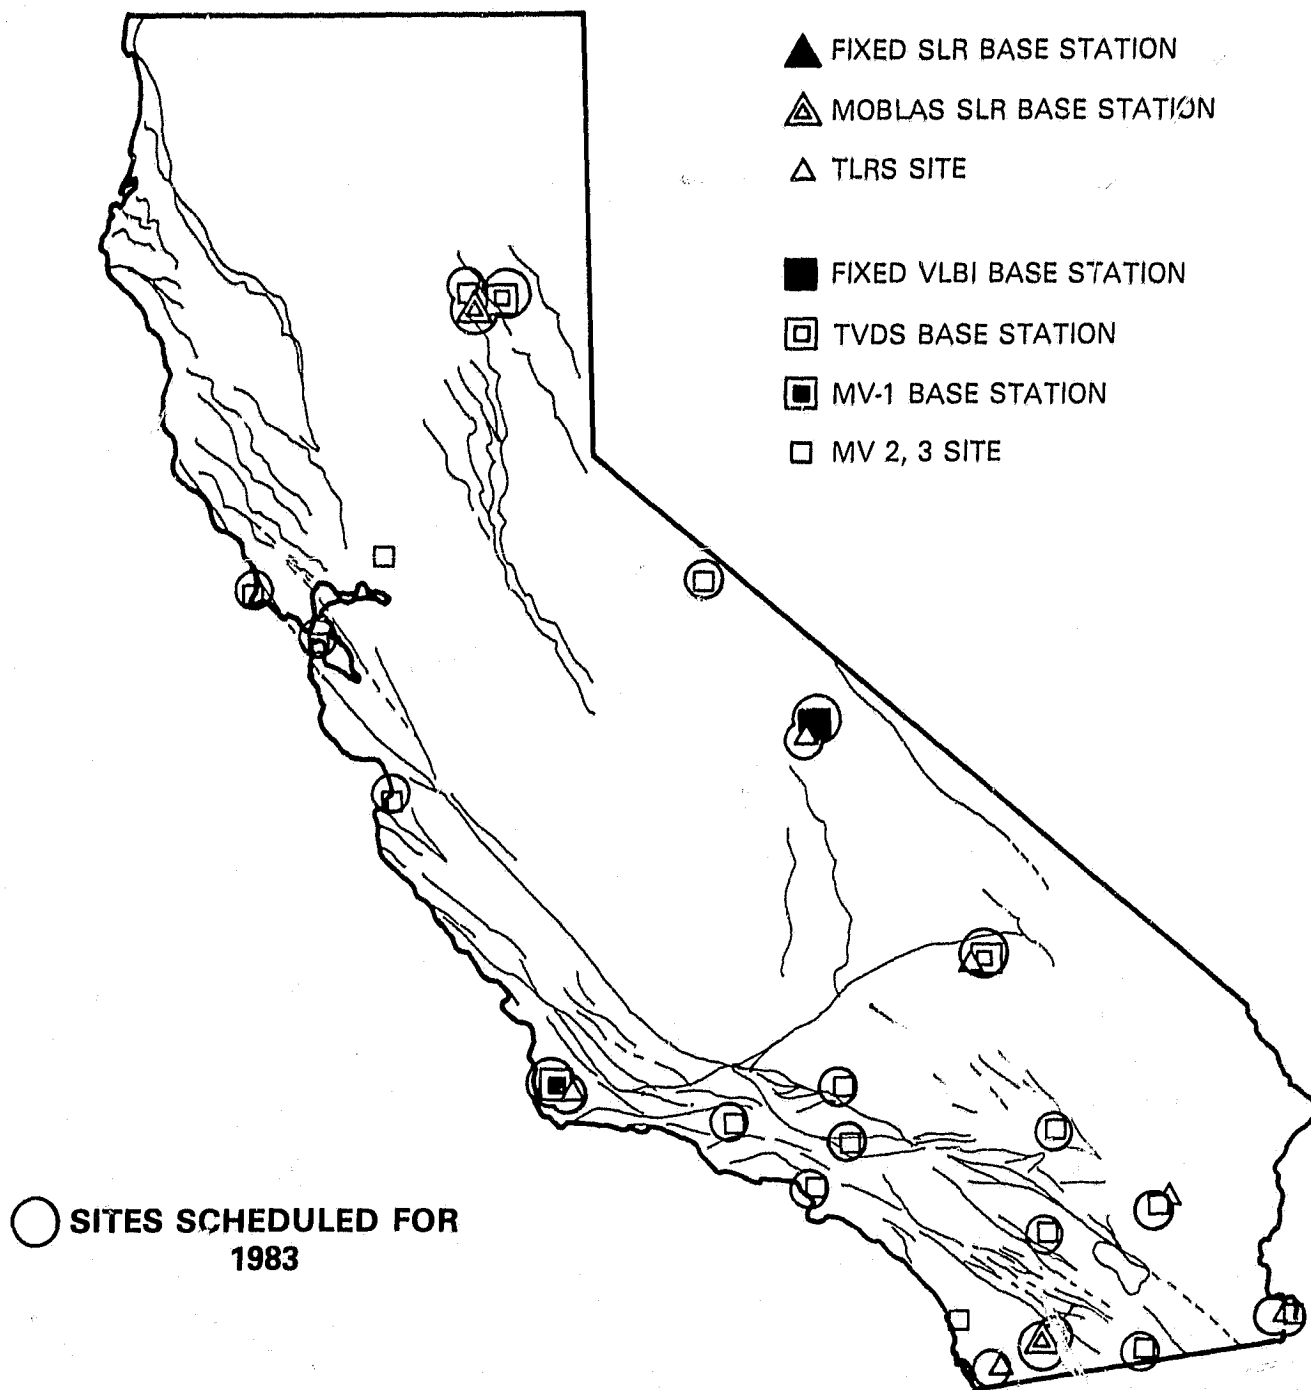 FIXED SLR BASE STATION
MOBLAS SLR BASE STATION
TLRS SITE
FIXED VLBI BASE STATION
TVDS BASE STATION
MV-1 BASE STATION
MV 2, 3 SITE
SITES SCHEDULED FOR
1983